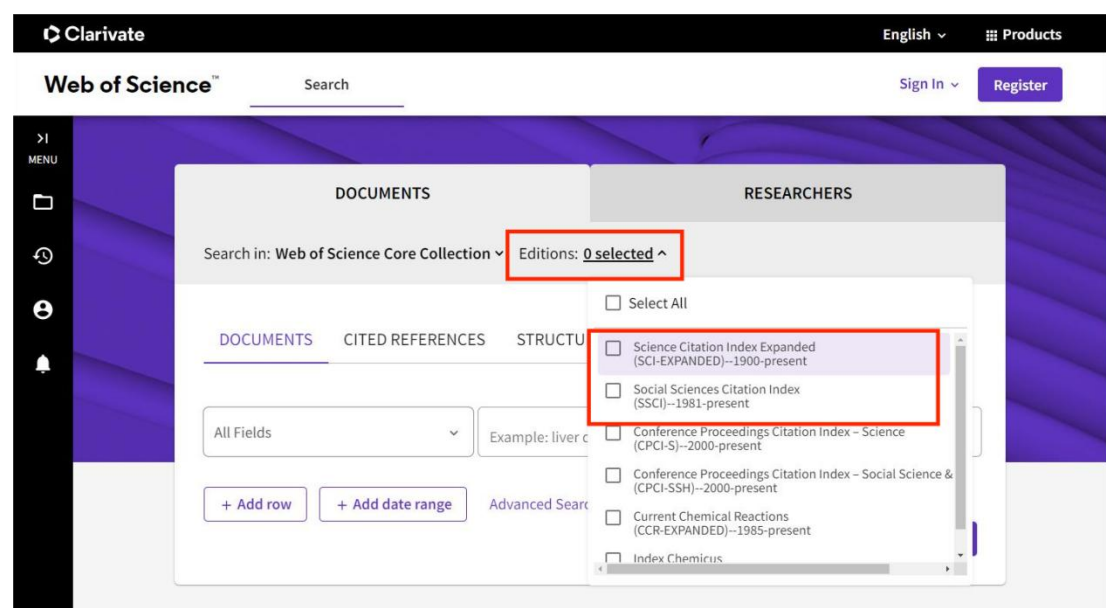 Clarivate
English
Products
Web of Science™
Search
Sign In
Register
MENU
DOCUMENTS
RESEARCHERS
Search in: Web of Science Core Collection
Editions: 0 selected
Select All
DOCUMENTS
CITED REFERENCES
STRUCTU
Science Citation Index Expanded
(SCI-EXPANDED)--1900-present
Social Sciences Citation Index
(SSCI)--1981-present
All Fields
Example: liver
Conference Proceedings Citation Index – Science
(CPCI-S)--2000-present
Conference Proceedings Citation Index – Social Science &
(CPCI-SSH)--2000-present
+ Add row
+ Add date range
Advanced Sear
Current Chemical Reactions
(CCR-EXPANDED)--1985-present
Index Chemicus